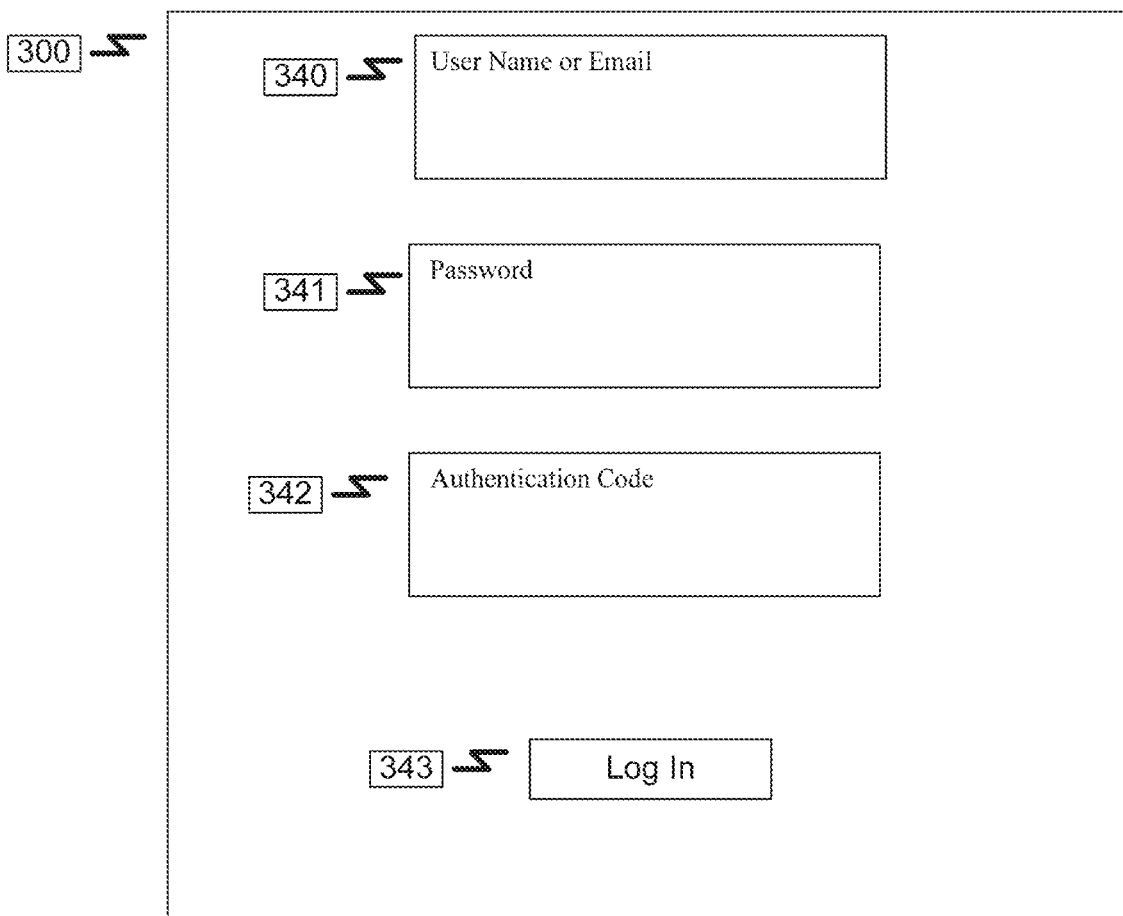 300
340
User Name or Email
341
Password
342
Authentication Code
343
Log In